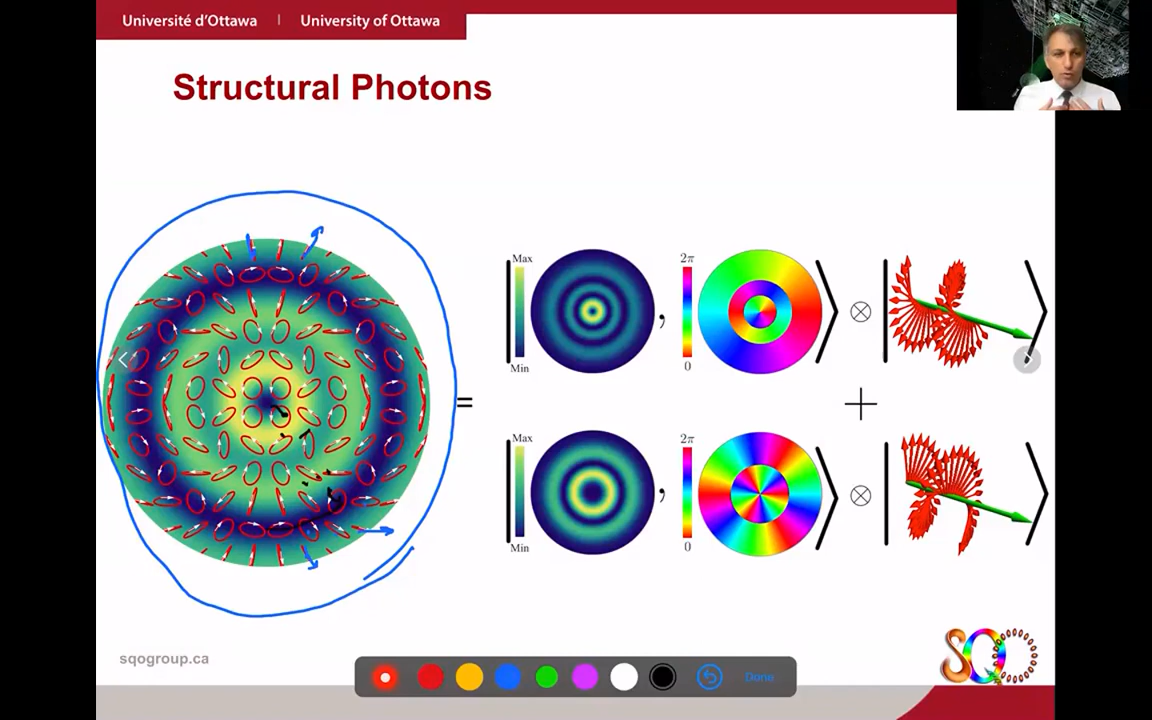 Université d'Ottawa | University of Ottawa
Structural Photons
Max
Min
,
2π
0
⊗
=
+
Max
Min
,
2π
0
⊗
sqogroup.ca
SQO
Done